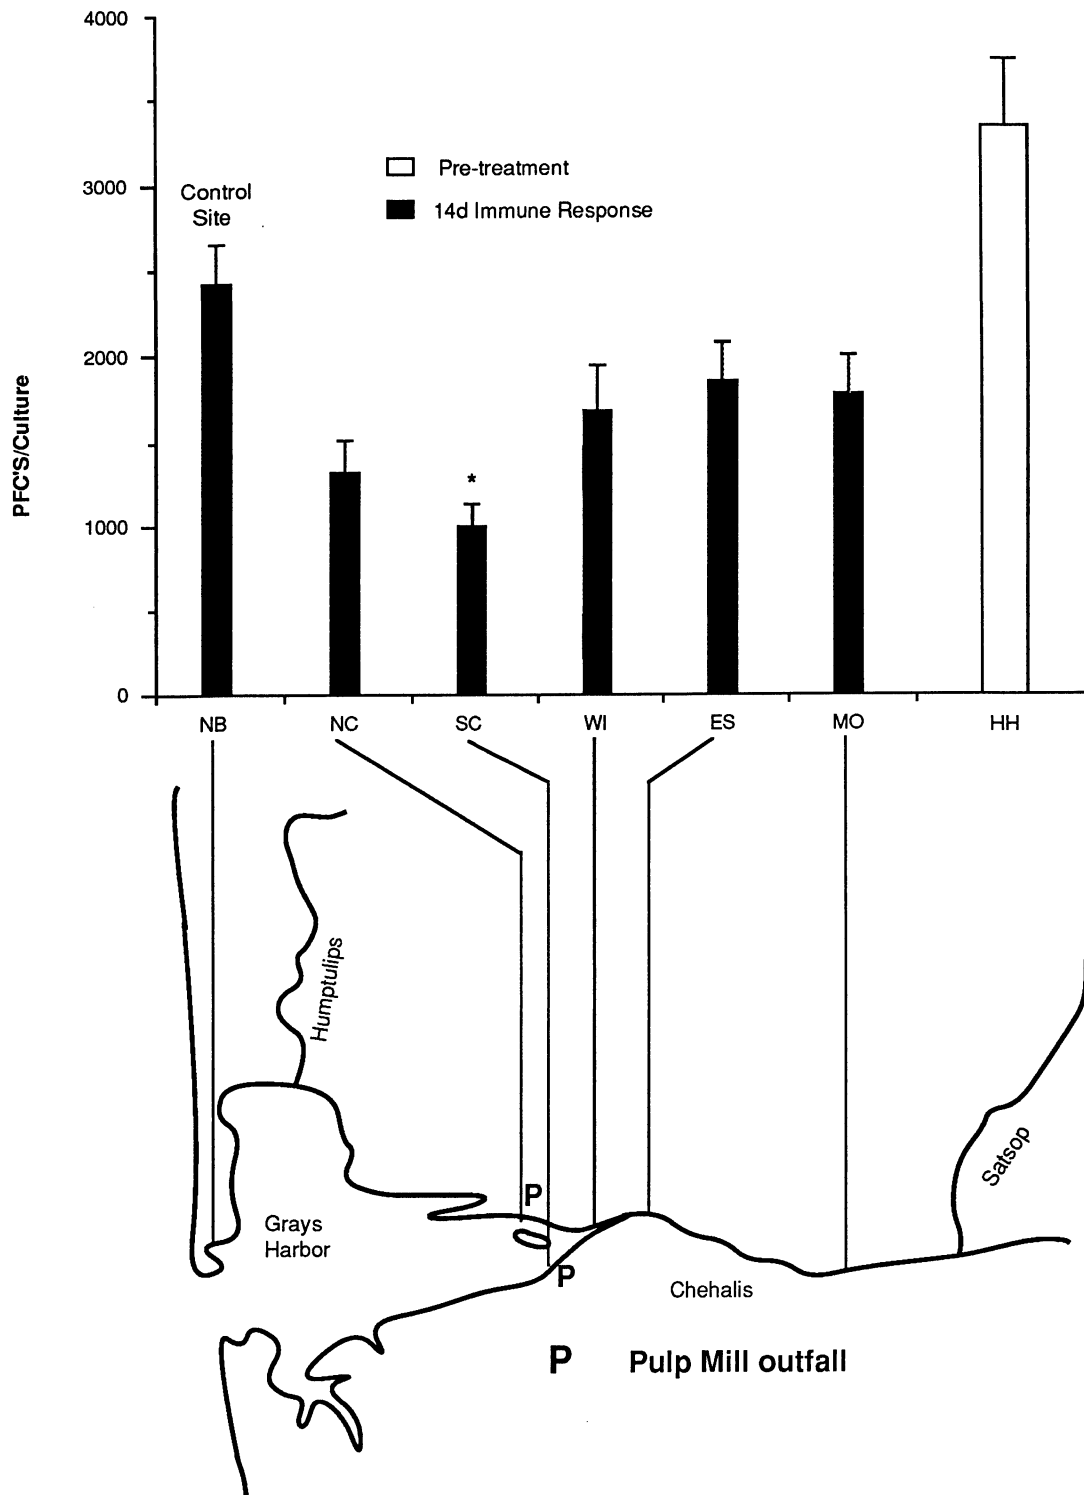 4000
3000
2000
1000
0
PFC'S/Culture
Control
Site
Pre-treatment
14d Immune Response
*
NB
NC
SC
WI
ES
MO
HH
Humptulips
Satsop
P
Grays
Harbor
P
Chehalis
P Pulp Mill outfall